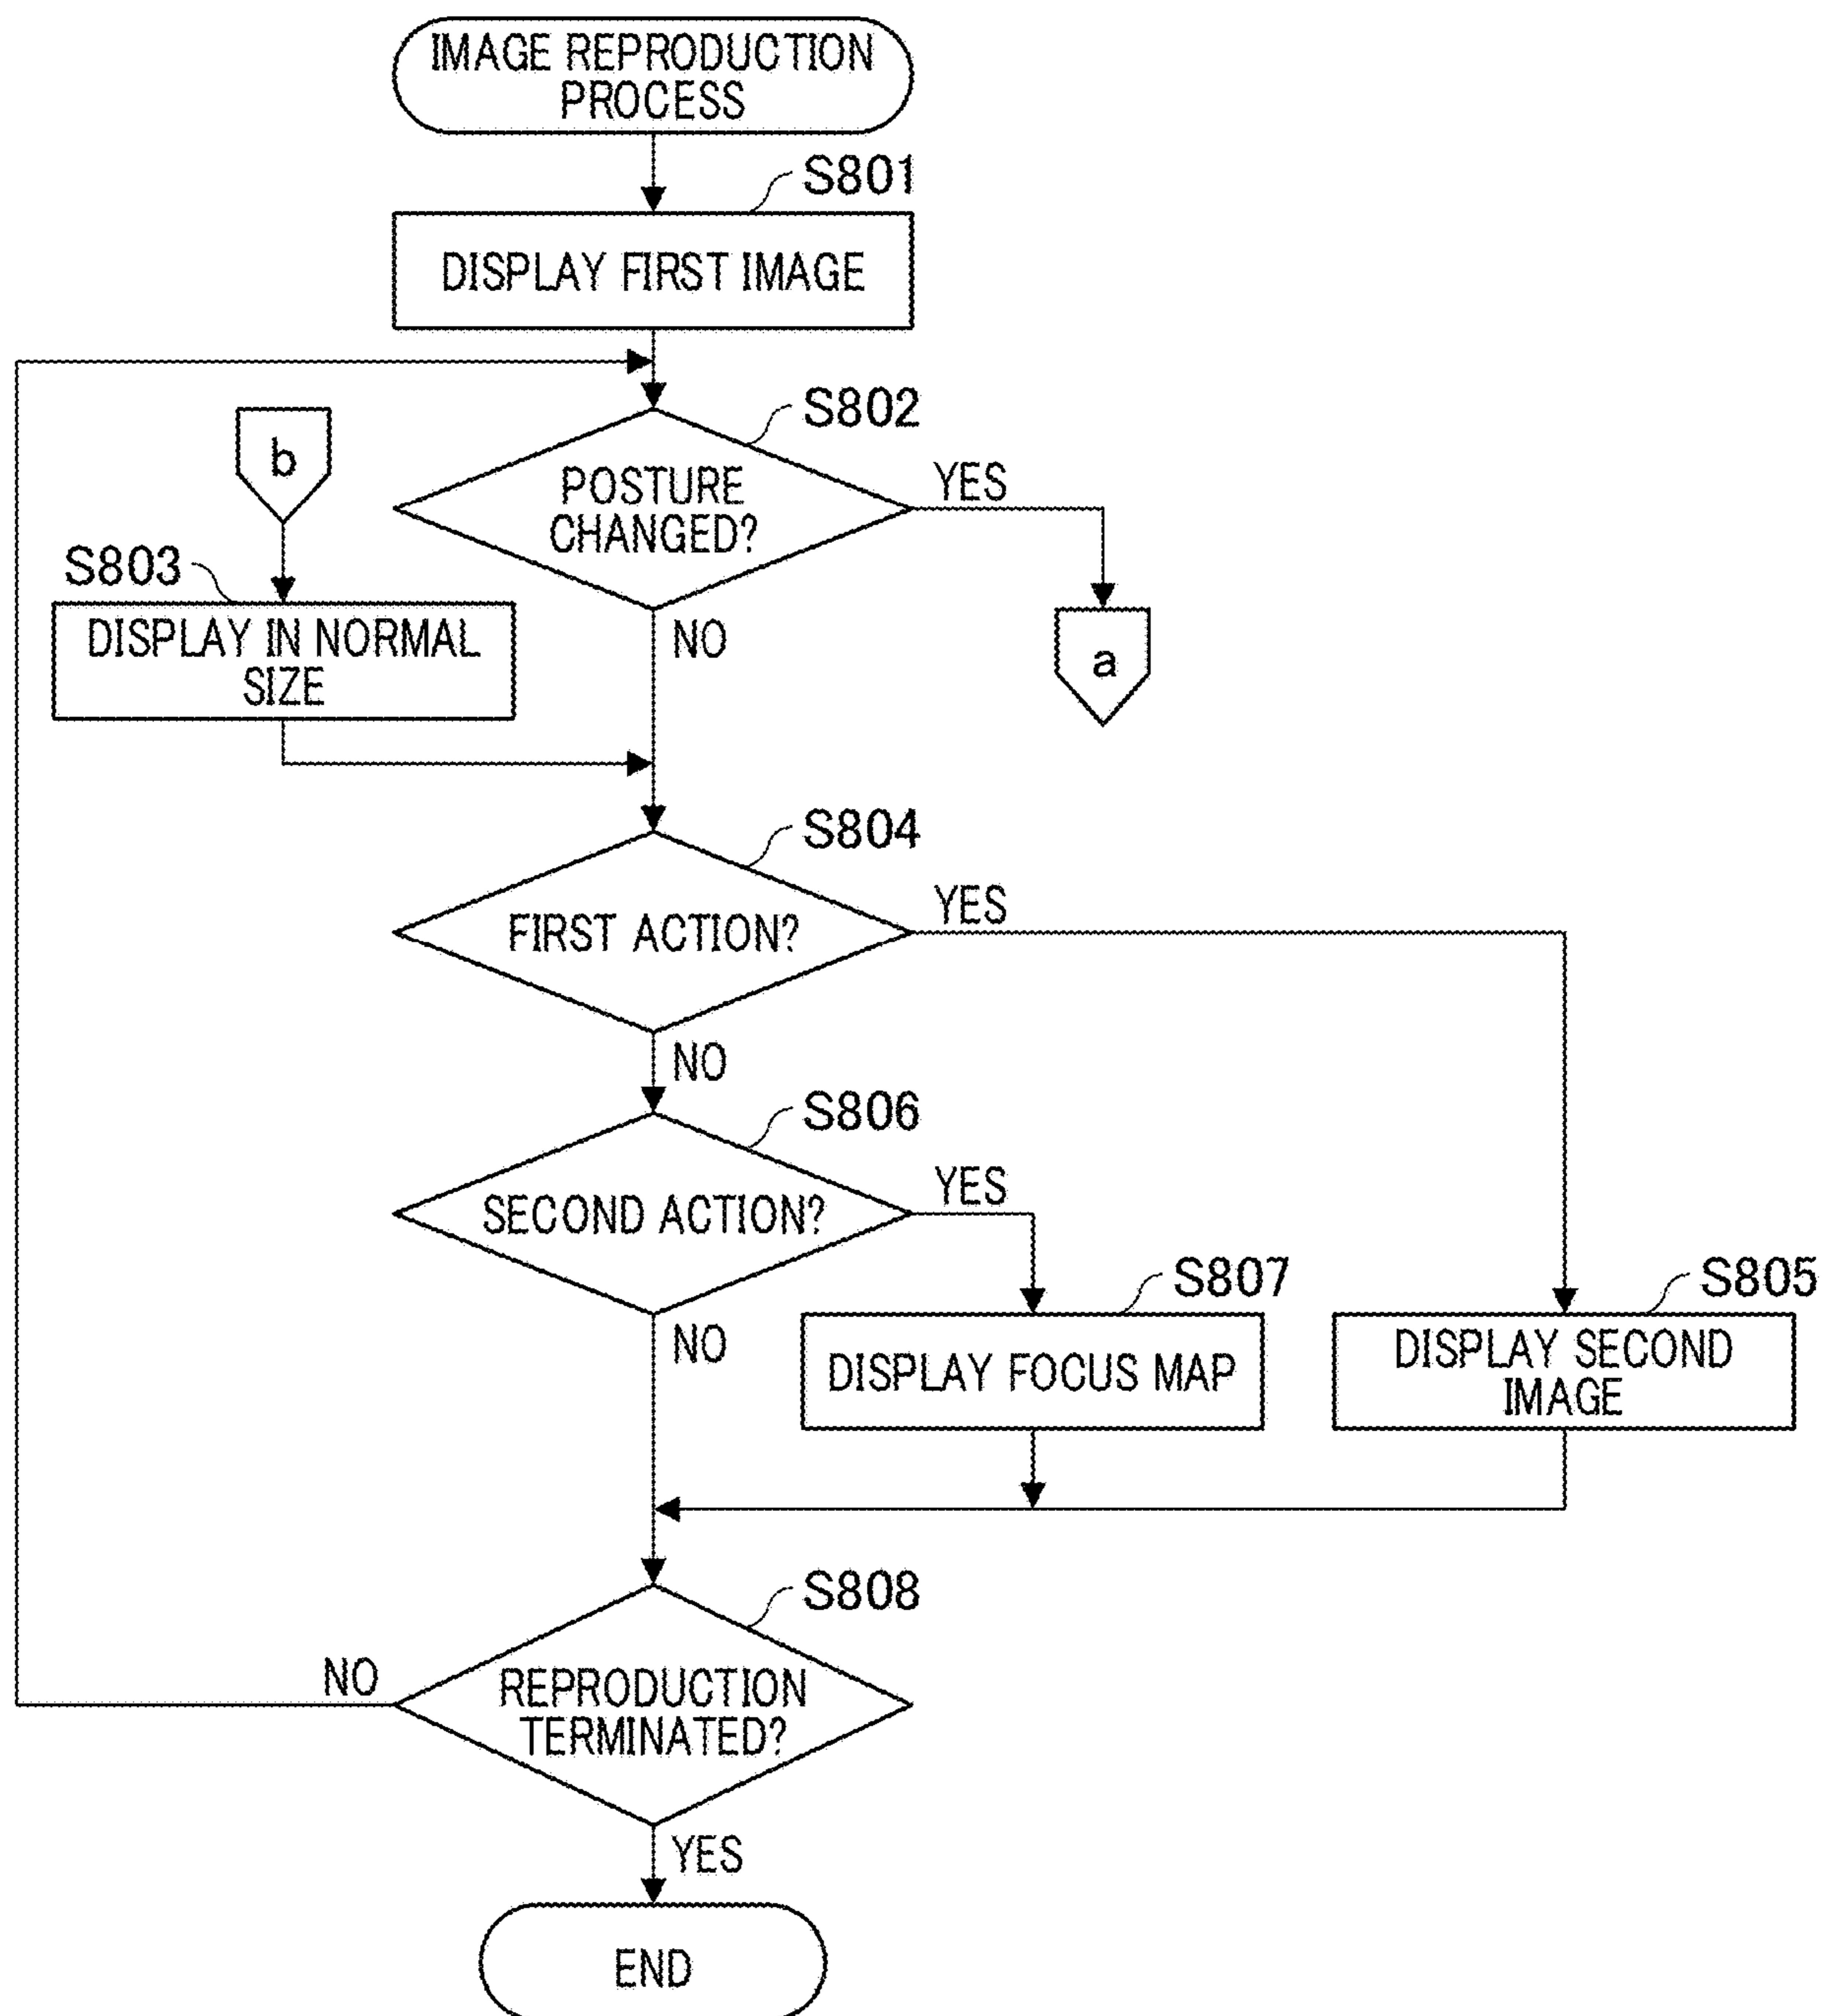 IMAGE REPRODUCTION
PROCESS
S801
DISPLAY FIRST IMAGE
S802
POSTURE
CHANGED?
YES
NO
b
a
S803
DISPLAY IN NORMAL
SIZE
S804
FIRST ACTION?
YES
NO
S806
SECOND ACTION?
YES
NO
S807
DISPLAY FOCUS MAP
S805
DISPLAY SECOND
IMAGE
S808
REPRODUCTION
TERMINATED?
NO
YES
END